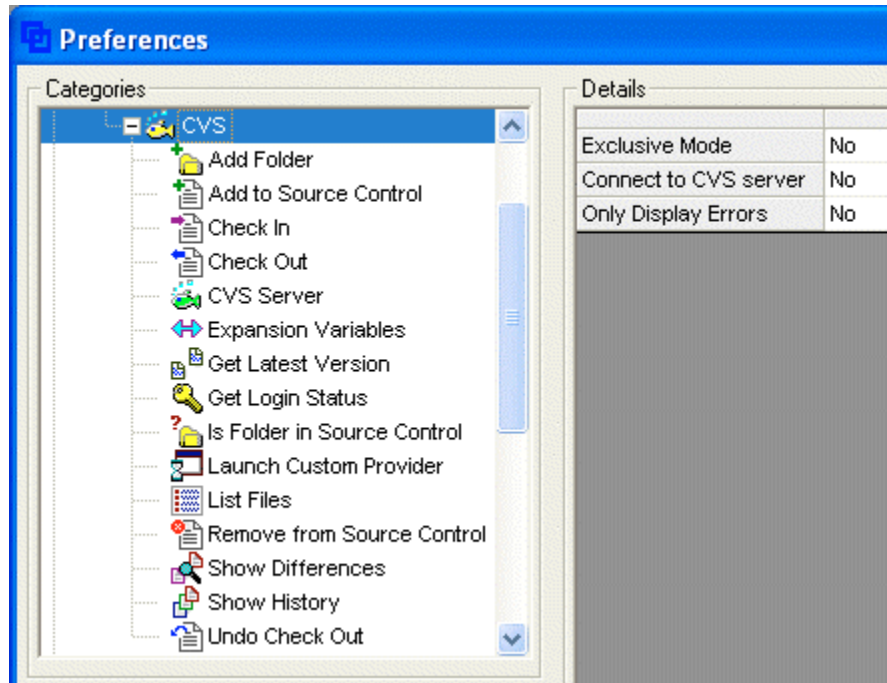 Preferences
Categories
CVS
Add Folder
Add to Source Control
Check In
Check Out
CVS Server
Expansion Variables
Get Latest Version
Get Login Status
Is Folder in Source Control
Launch Custom Provider
List Files
Remove from Source Control
Show Differences
Show History
Undo Check Out
Details
Exclusive Mode No
Connect to CVS server No
Only Display Errors No